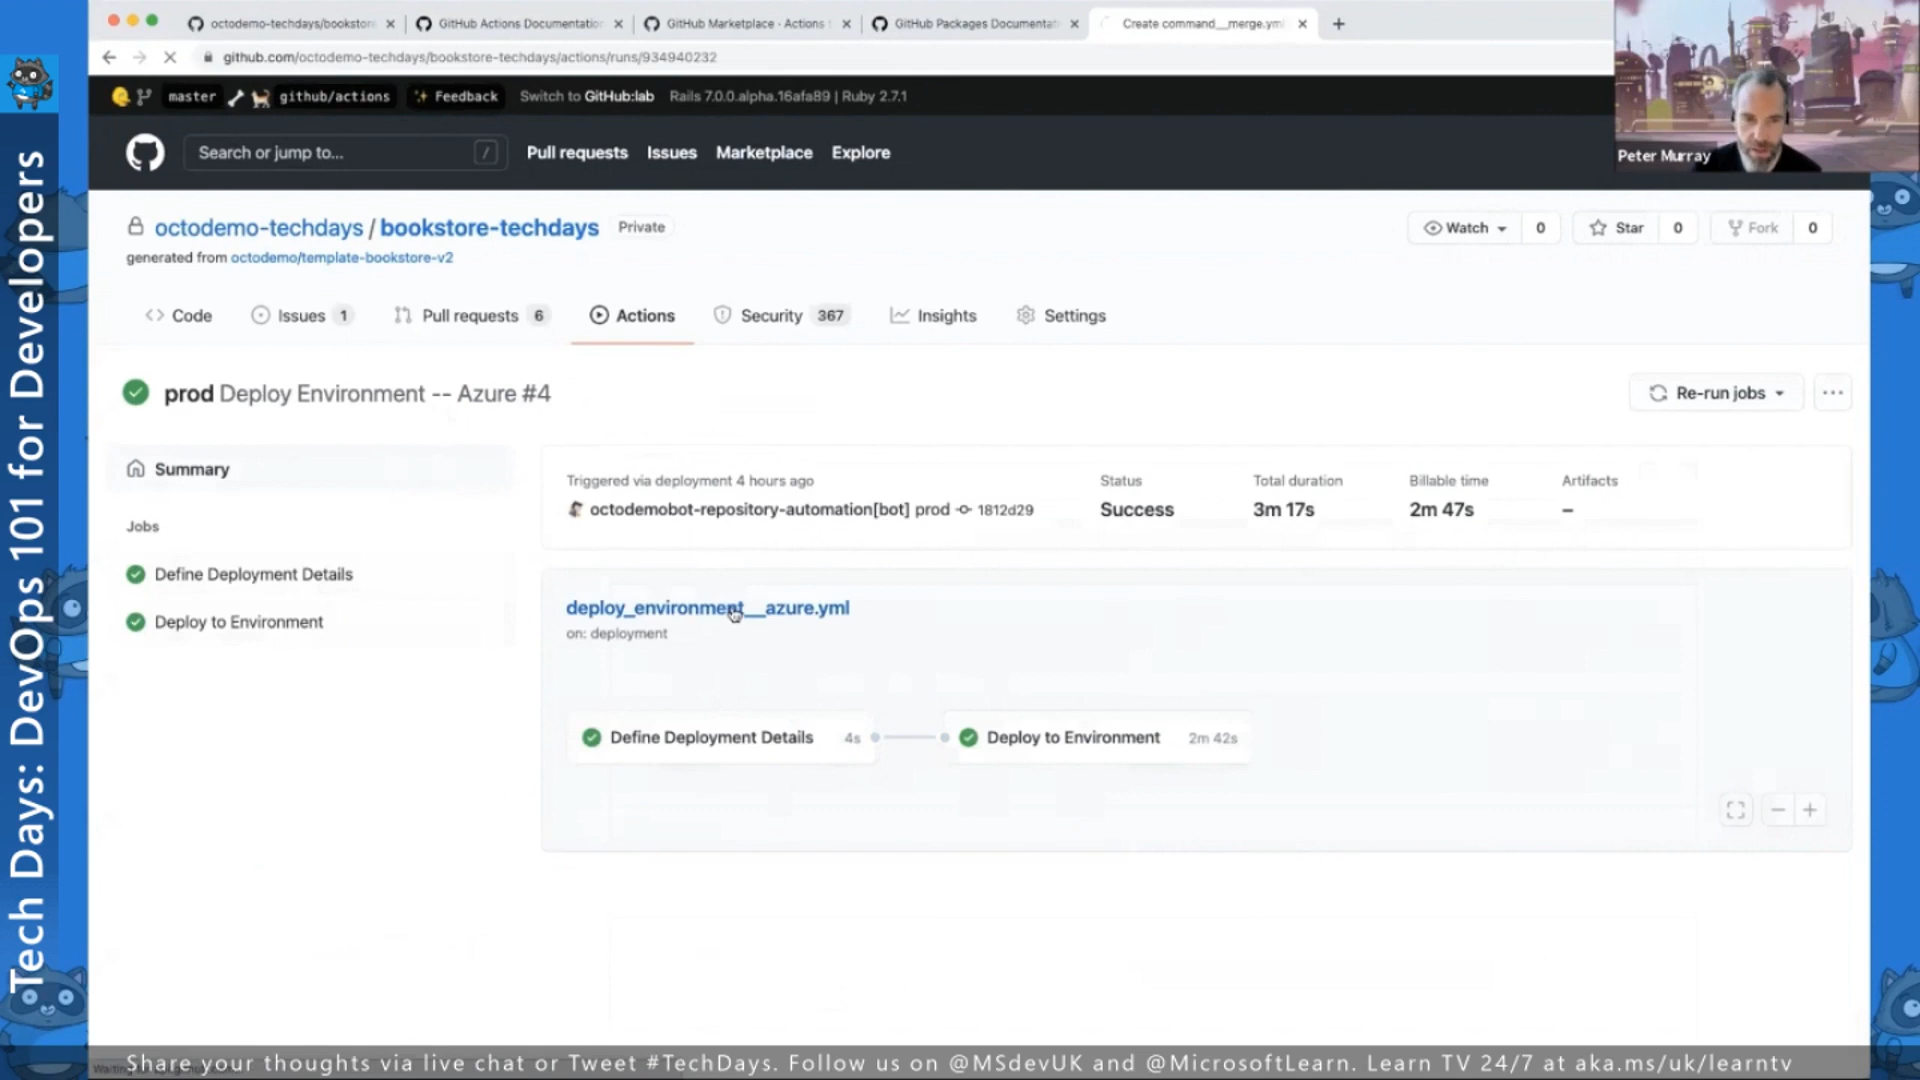 octodemo-techdays/bookstore
GitHub Actions Documentation
GitHub Marketplace · Actions
GitHub Packages Documentat
Create command__merge.yml
github.com/octodemo-techdays/bookstore-techdays/actions/runs/934940232
master github/actions Feedback Switch to GitHub:lab Rails 7.0.0.alpha.16afa89 | Ruby 2.7.1
Search or jump to... /
Pull requests Issues Marketplace Explore
Peter Murray
octodemo-techdays / bookstore-techdays Private
Watch 0 Star 0 Fork 0
generated from octodemo/template-bookstore-v2
Code Issues 1 Pull requests 6 Actions Security 367 Insights Settings
prod Deploy Environment -- Azure #4
Re-run jobs ...
Summary
Jobs
Define Deployment Details
Deploy to Environment
Triggered via deployment 4 hours ago
octodemobot-repository-automation[bot] prod 1812d29
Status
Success
Total duration
3m 17s
Billable time
2m 47s
Artifacts
–
deploy_environment__azure.yml
on: deployment
Define Deployment Details 4s
Deploy to Environment 2m 42s
Tech Days: DevOps 101 for Developers
Share your thoughts via live chat or Tweet #TechDays. Follow us on @MSdevUK and @MicrosoftLearn. Learn TV 24/7 at aka.ms/uk/learntv